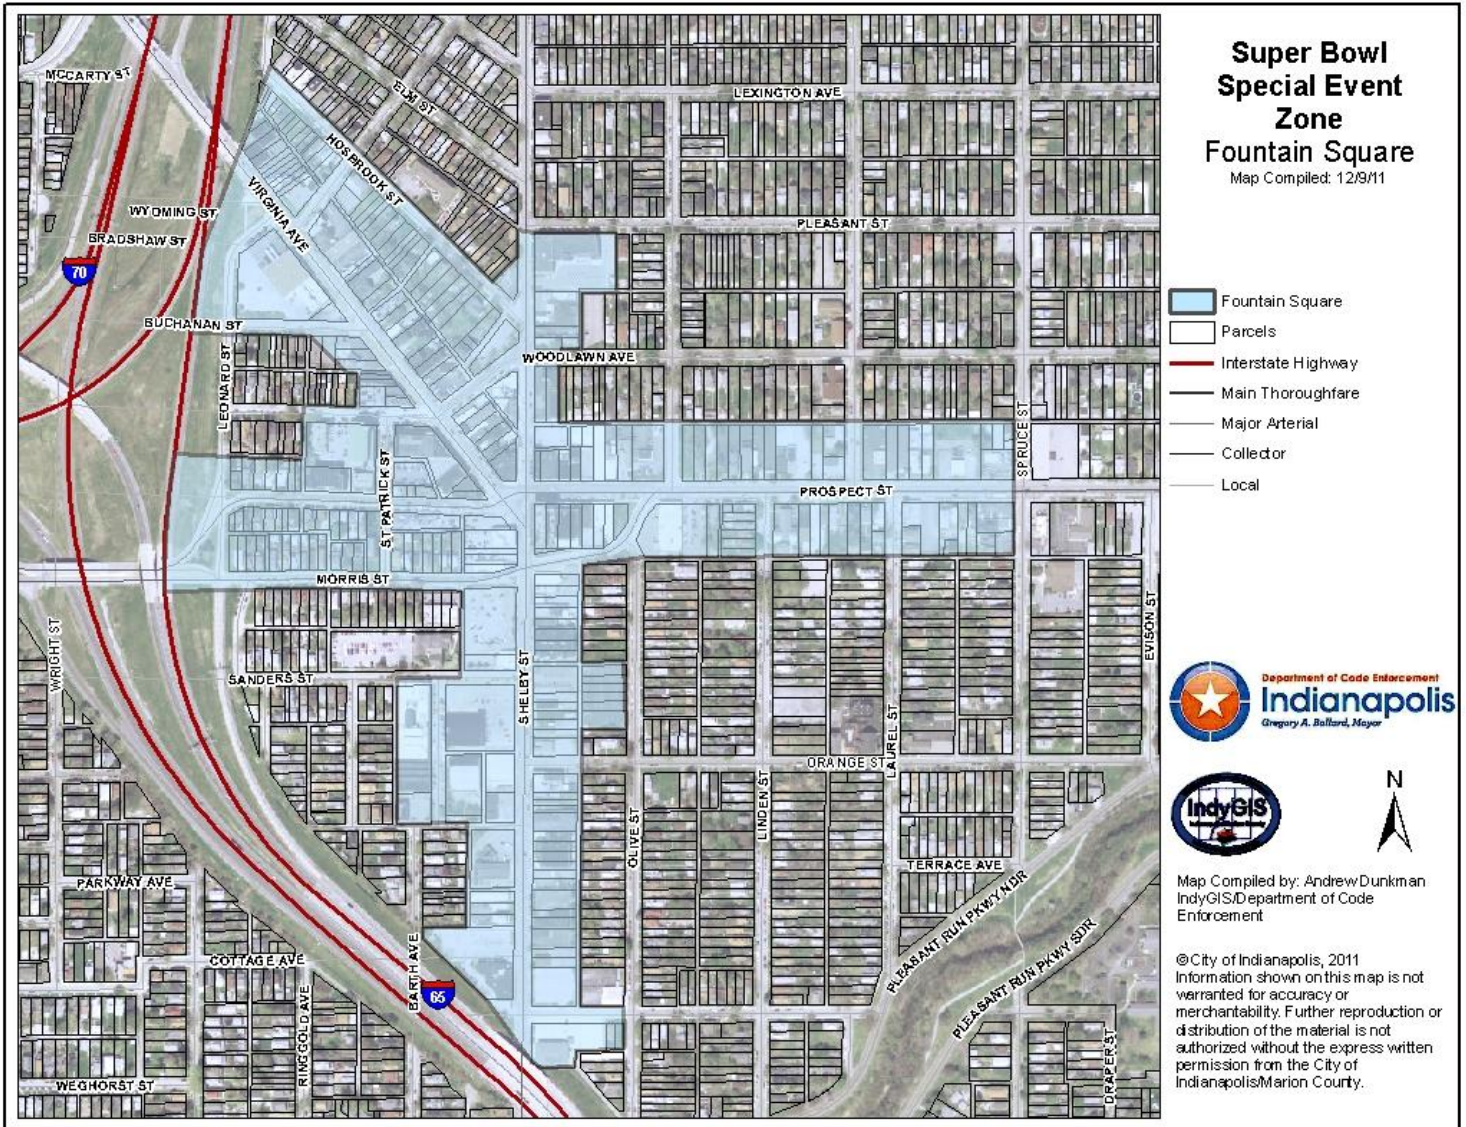 Super Bowl
Special Event
Zone
Fountain Square
Map Compiled: 12/9/11
Fountain Square
Parcels
Interstate Highway
Main Thoroughfare
Major Arterial
Collector
Local
Department of Code Enforcement
Indianapolis
Gregory A. Ballard, Mayor
IndyGIS
N
Map Compiled by: Andrew Dunkman
IndyGIS/Department of Code
Enforcement
©City of Indianapolis, 2011
Information shown on this map is not
warranted for accuracy or
merchantability. Further reproduction or
distribution of the material is not
authorized without the express written
permission from the City of
Indianapolis/Marion County.
MCCARTY ST
ELM ST
LEXINGTON AVE
HOSBROOK ST
VIRGINIA AVE
WYOMING ST
BRADSHAW ST
PLEASANT ST
70
BUCHANAN ST
LEONARD ST
WOODLAWN AVE
SPRUCE ST
ST PATRICK ST
PROSPECT ST
MORRIS ST
WRIGHT ST
EVISON ST
SANDERS ST
SHELBY ST
LAUREL ST
ORANGE ST
LINDEN ST
OLIVE ST
TERRACE AVE
PARKWAY AVE
PLEASANT RUN PKWY NDR
PLEASANT RUN PKWY SDR
COTTAGE AVE
BARTH AVE
65
RINGGOLD AVE
WEGHORST ST
DRAPER ST